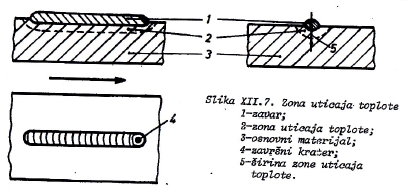 1
2
3
5
4
Slika XII.7. Zona uticaja toplote
1-zavar;
2-zona uticaja toplote;
3-osnovni materijal;
4-završni krater;
5-širina zone uticaja
toplote.